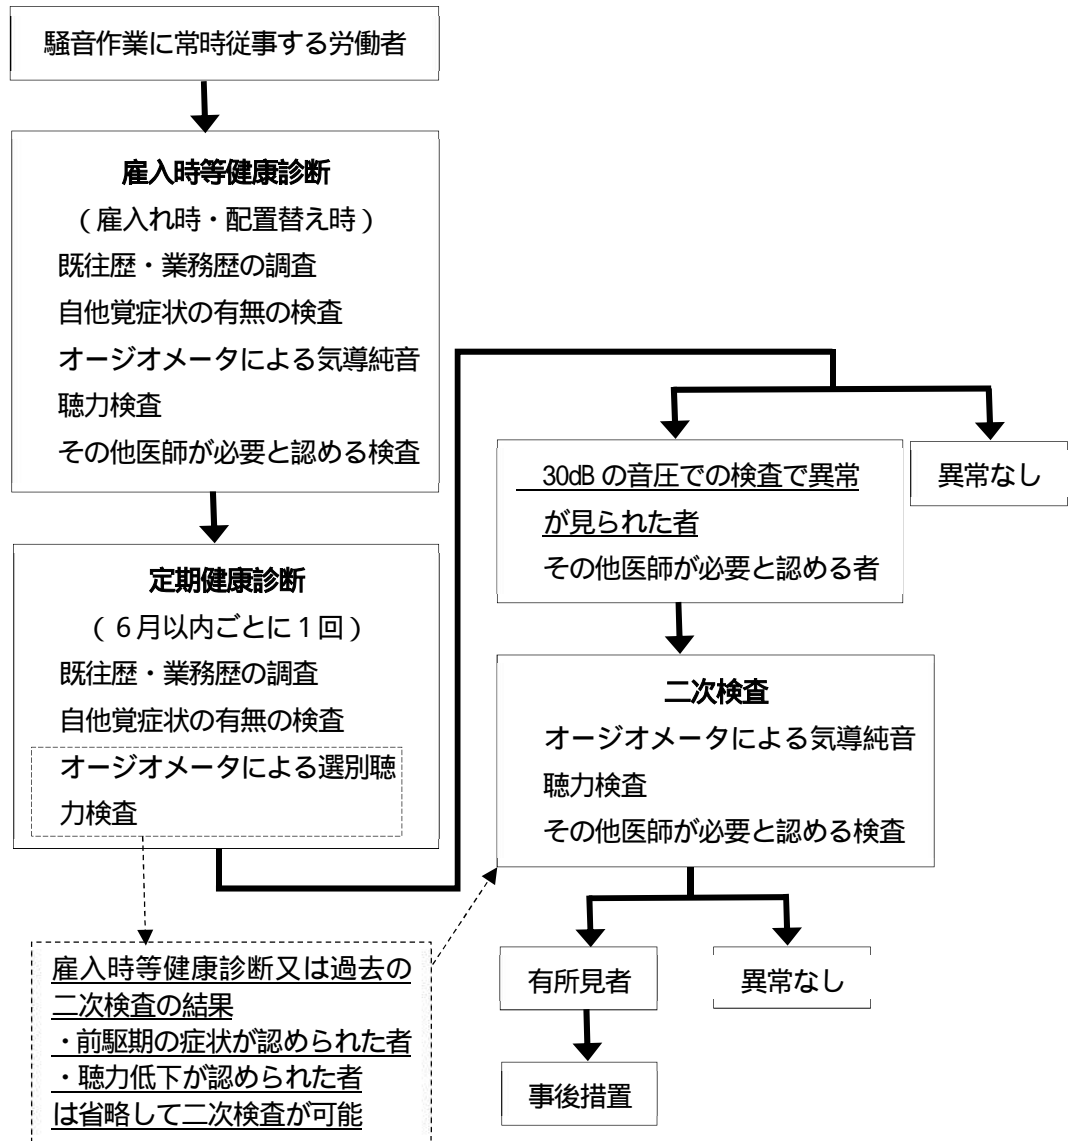 騒音作業に常時従事する労働者
雇入時等健康診断
（雇入れ時・配置替え時）
既往歴・業務歴の調査
自他覚症状の有無の検査
オージオメータによる気導純音
聴力検査
その他医師が必要と認める検査
定期健康診断
（６月以内ごとに１回）
既往歴・業務歴の調査
自他覚症状の有無の検査
オージオメータによる選別聴
力検査
雇入時等健康診断又は過去の
二次検査の結果
・前駆期の症状が認められた者
・聴力低下が認められた者
は省略して二次検査が可能
30dBの音圧での検査で異常
が見られた者
その他医師が必要と認める者
異常なし
二次検査
オージオメータによる気導純音
聴力検査
その他医師が必要と認める検査
有所見者
異常なし
事後措置